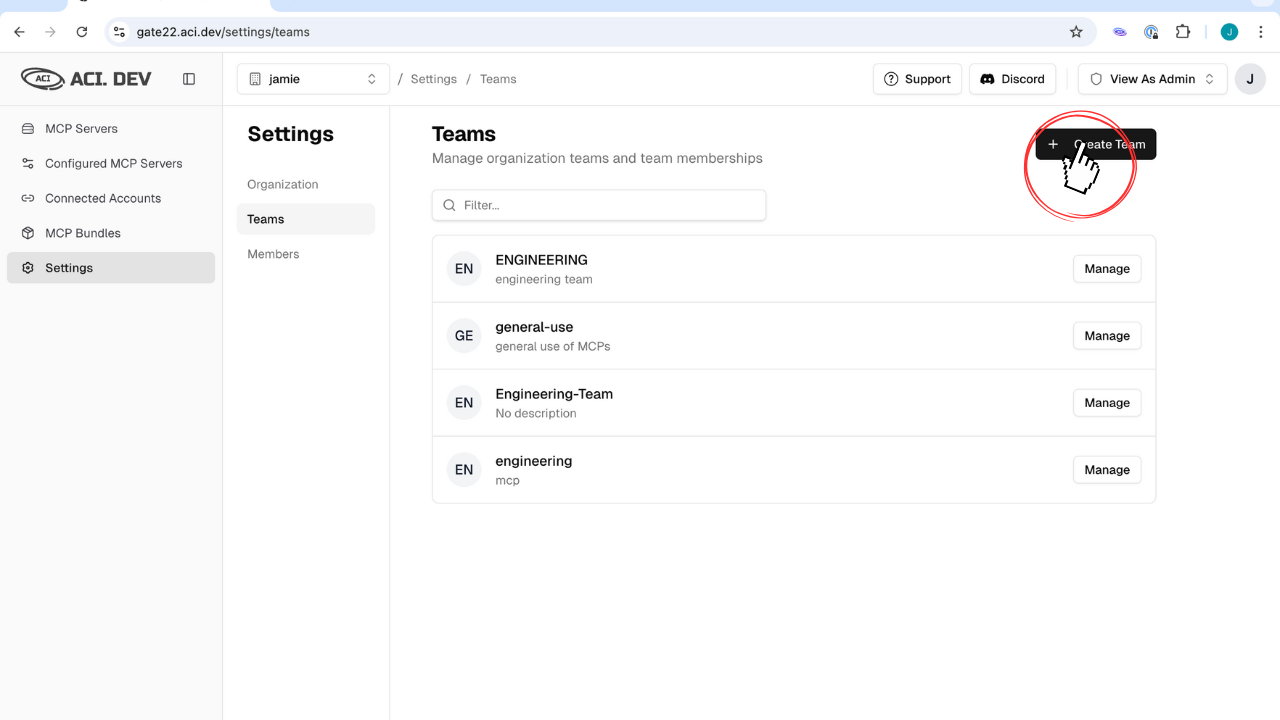 gate22.aci.dev/settings/teams
J
ACI ACI. DEV
jamie
/ Settings / Teams
Support
Discord
View As Admin
J
MCP Servers
Configured MCP Servers
Connected Accounts
MCP Bundles
Settings
Settings
Organization
Teams
Members
Teams
Manage organization teams and team memberships
+ Create Team
Filter...
EN
ENGINEERING
engineering team
Manage
GE
general-use
general use of MCPs
Manage
EN
Engineering-Team
No description
Manage
EN
engineering
mcp
Manage